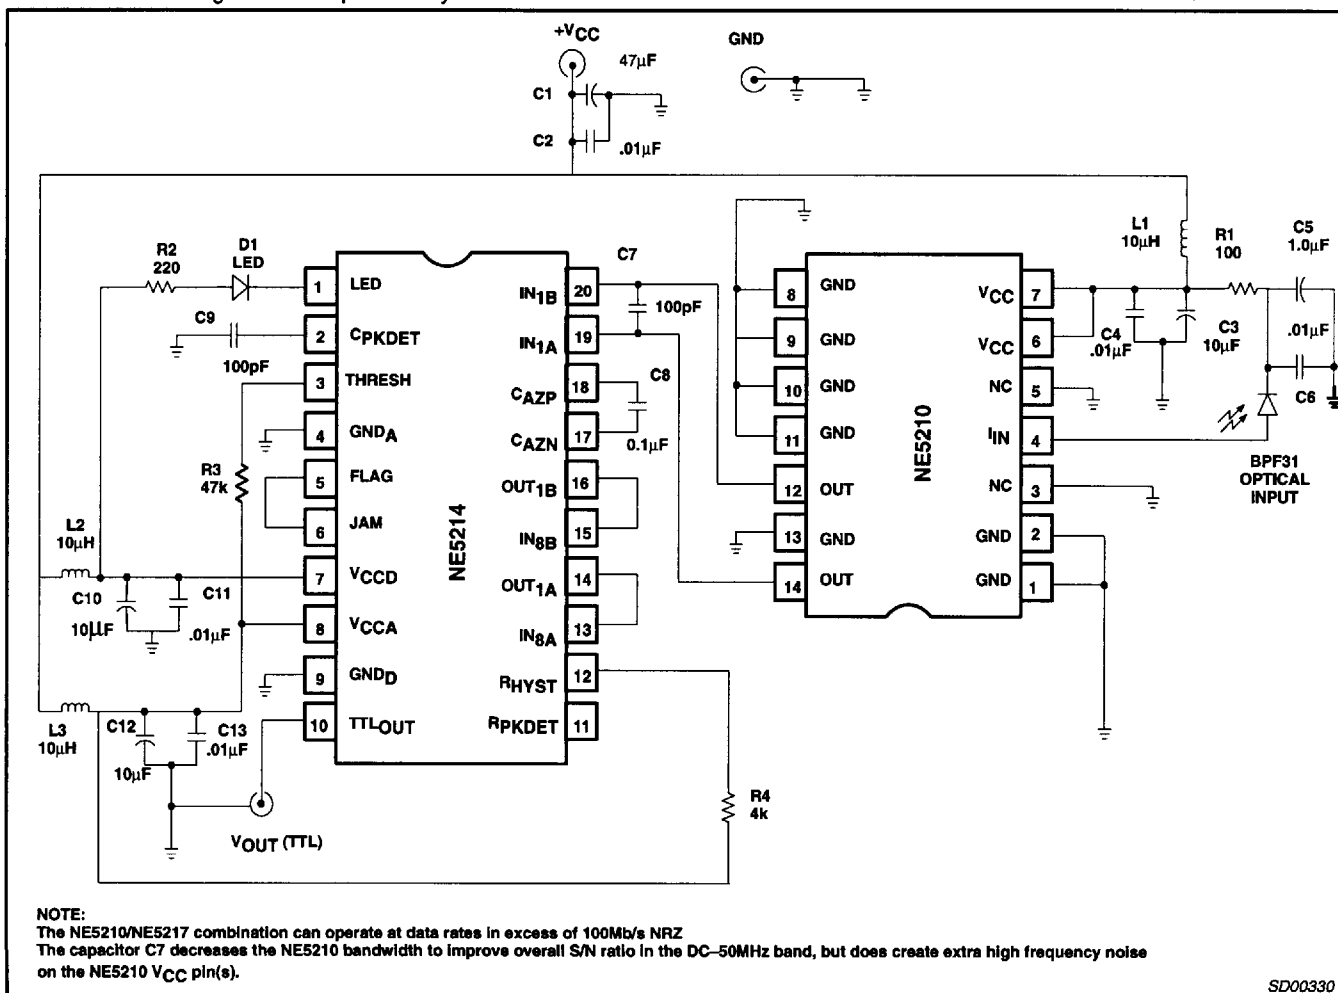 +VCC
GND
47µF
C1
C2
.01µF
R2
220
D1
LED
C9
100pF
R3
47k
L2
10µH
C10
10µF
C11
.01µF
L3
10µH
C12
10µF
C13
.01µF
VOUT (TTL)
NE5214
1 LED
2 CPKDET
3 THRESH
4 GNDA
5 FLAG
6 JAM
7 VCCD
8 VCCA
9 GNDD
10 TTLOUT
IN1B 20
IN1A 19
CAZP 18
CAZN 17
OUT1B 16
IN8B 15
OUT1A 14
IN8A 13
RHYST 12
RPKDET 11
C7
100pF
C8
0.1µF
R4
4k
NE5210
8 GND
9 GND
10 GND
11 GND
12 OUT
13 GND
14 OUT
VCC 7
VCC 6
NC 5
IIN 4
NC 3
GND 2
GND 1
L1
10µH
R1
100
C5
1.0µF
C4
.01µF
C3
10µF
.01µF
C6
BPF31
OPTICAL
INPUT
NOTE:
The NE5210/NE5217 combination can operate at data rates in excess of 100Mb/s NRZ
The capacitor C7 decreases the NE5210 bandwidth to improve overall S/N ratio in the DC–50MHz band, but does create extra high frequency noise
on the NE5210 VCC pin(s).
SD00330